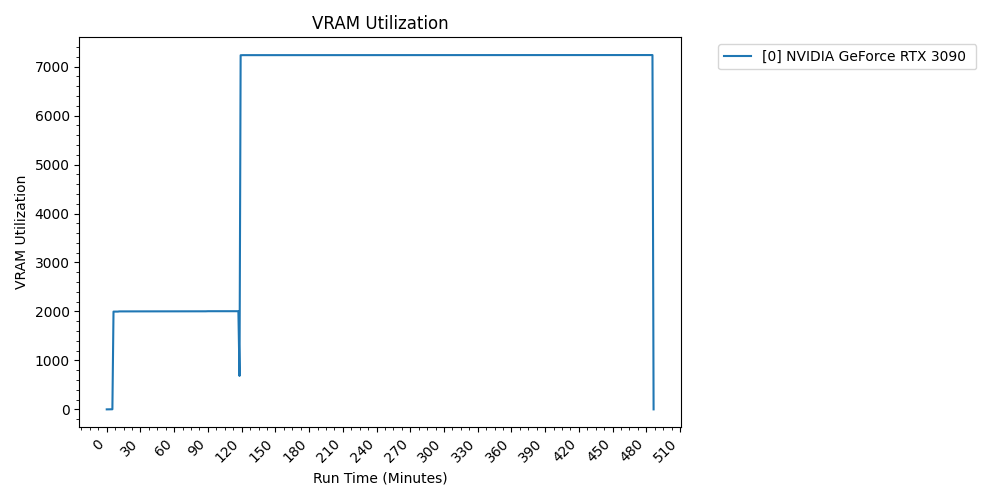 VRAM Utilization
[0] NVIDIA GeForce RTX 3090
VRAM Utilization
7000
6000
5000
4000
3000
2000
1000
0
0 30 60 90 120 150 180 210 240 270 300 330 360 390 420 450 480 510
Run Time (Minutes)